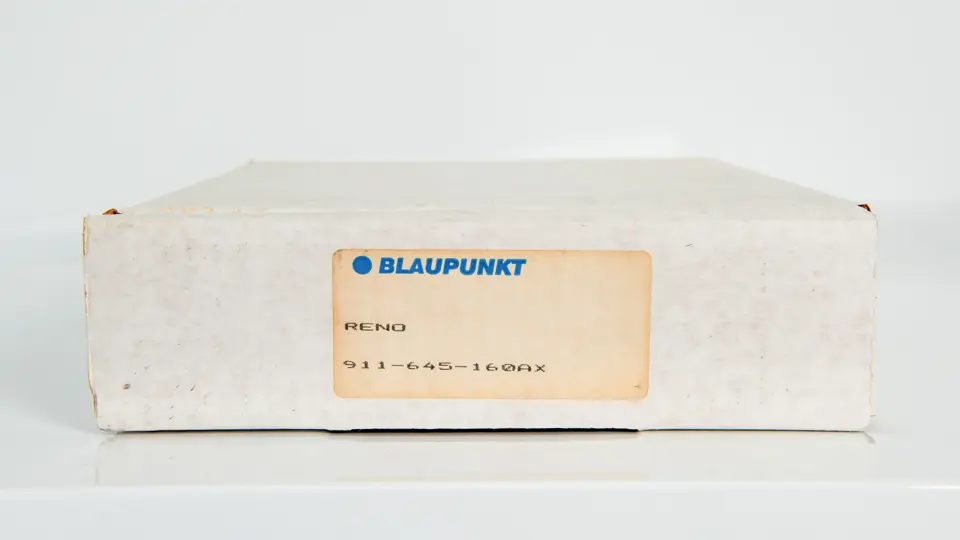 BLAUPUNKT
RENO
911-645-160AX